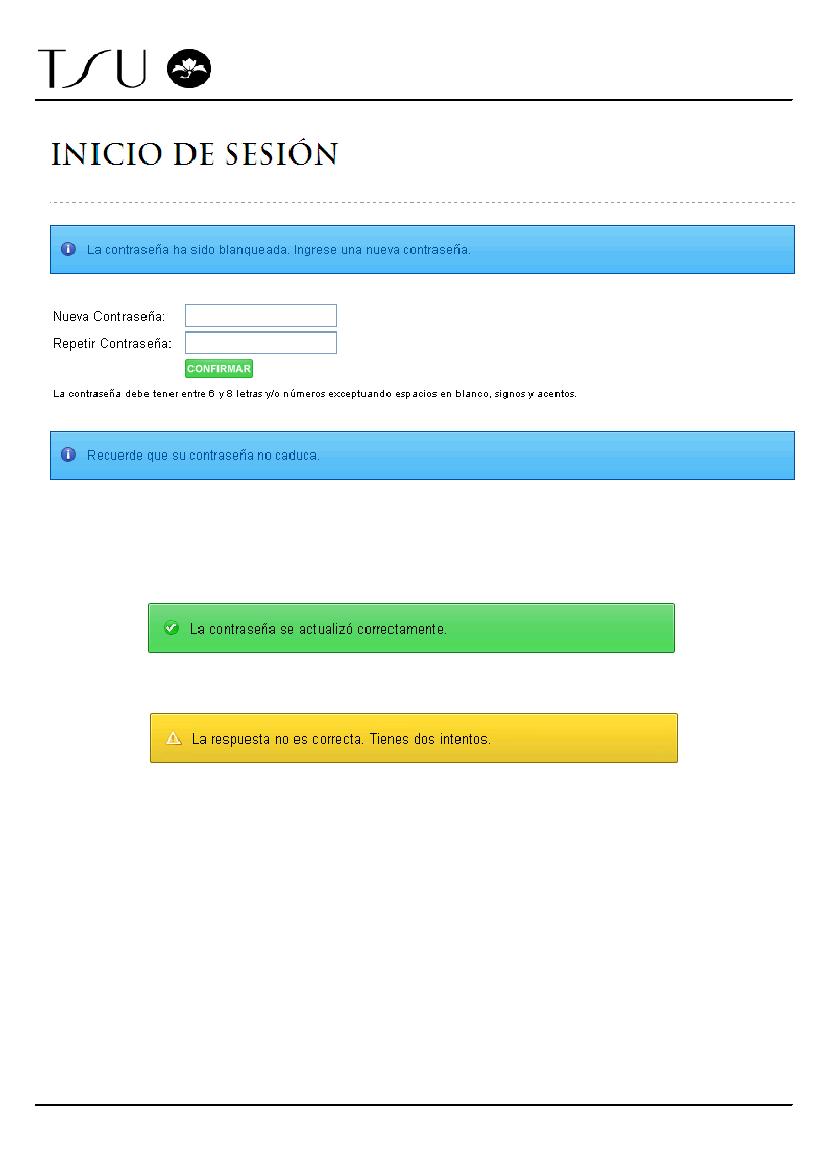 TSU
INICIO DE SESIÓN
La contraseña ha sido blanqueada. Ingrese una nueva contraseña.
Nueva Contraseña:
Repetir Contraseña:
CONFIRMAR
La contraseña debe tener entre 6 y 8 letras y/o números exceptuando espacios en blanco, signos y acentos.
Recuerde que su contraseña no caduca.
La contraseña se actualizó correctamente.
La respuesta no es correcta. Tienes dos intentos.